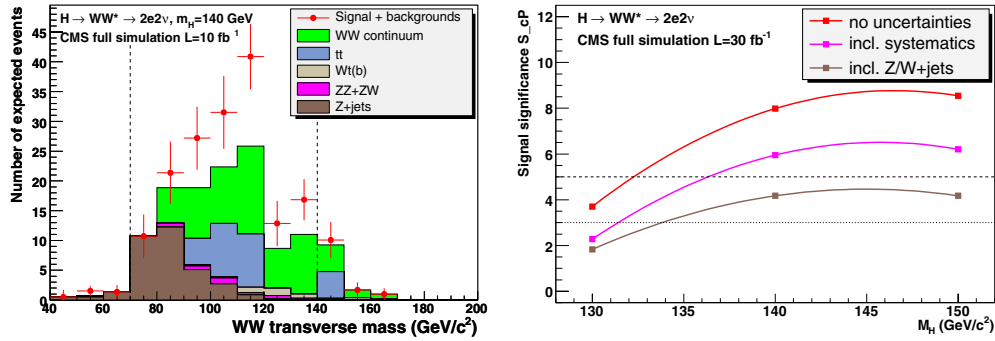 H → WW* → 2e2ν, m_H=140 GeV
CMS full simulation L=10 fb⁻¹
Signal + backgrounds
WW continuum
tt
Wt(b)
ZZ+ZW
Z+jets
Number of expected events
45
40
35
30
25
20
15
10
5
0
40 60 80 100 120 140 160 180 200
WW transverse mass (GeV/c²)
H → WW* → 2e2ν
CMS full simulation L=30 fb⁻¹
no uncertainties
incl. systematics
incl. Z/W+jets
Signal significance S_cP
12
10
8
6
4
2
0
130 135 140 145 150
M_H (GeV/c²)